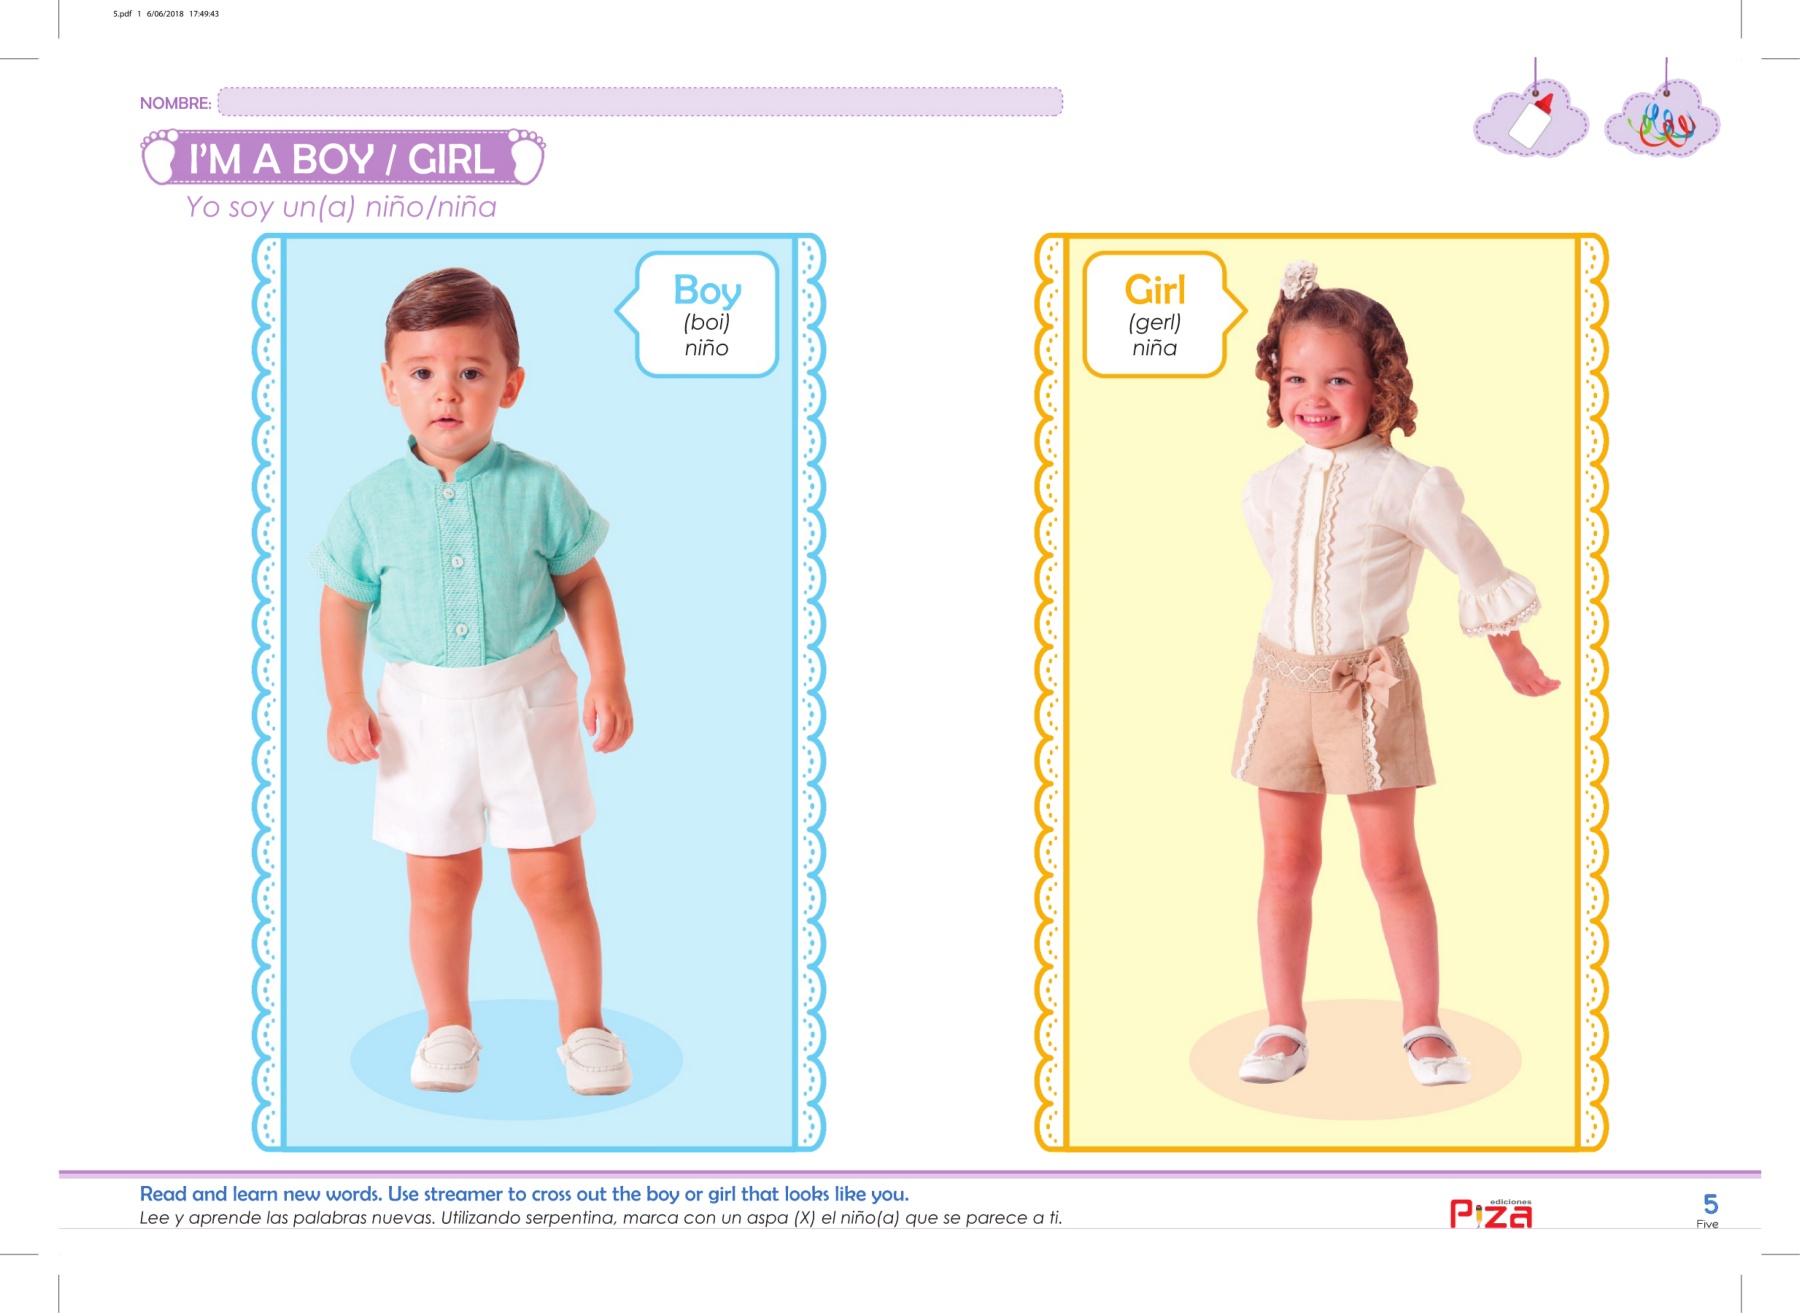 5.pdf 1 6/06/2018 17:49:43
NOMBRE:
I'M A BOY / GIRL
Yo soy un(a) niño/niña
Boy
(boi)
niño
Girl
(gerl)
niña
Read and learn new words. Use streamer to cross out the boy or girl that looks like you.
Lee y aprende las palabras nuevas. Utilizando serpentina, marca con un aspa (X) el niño(a) que se parece a ti.
ediciones
Piza
5
Five